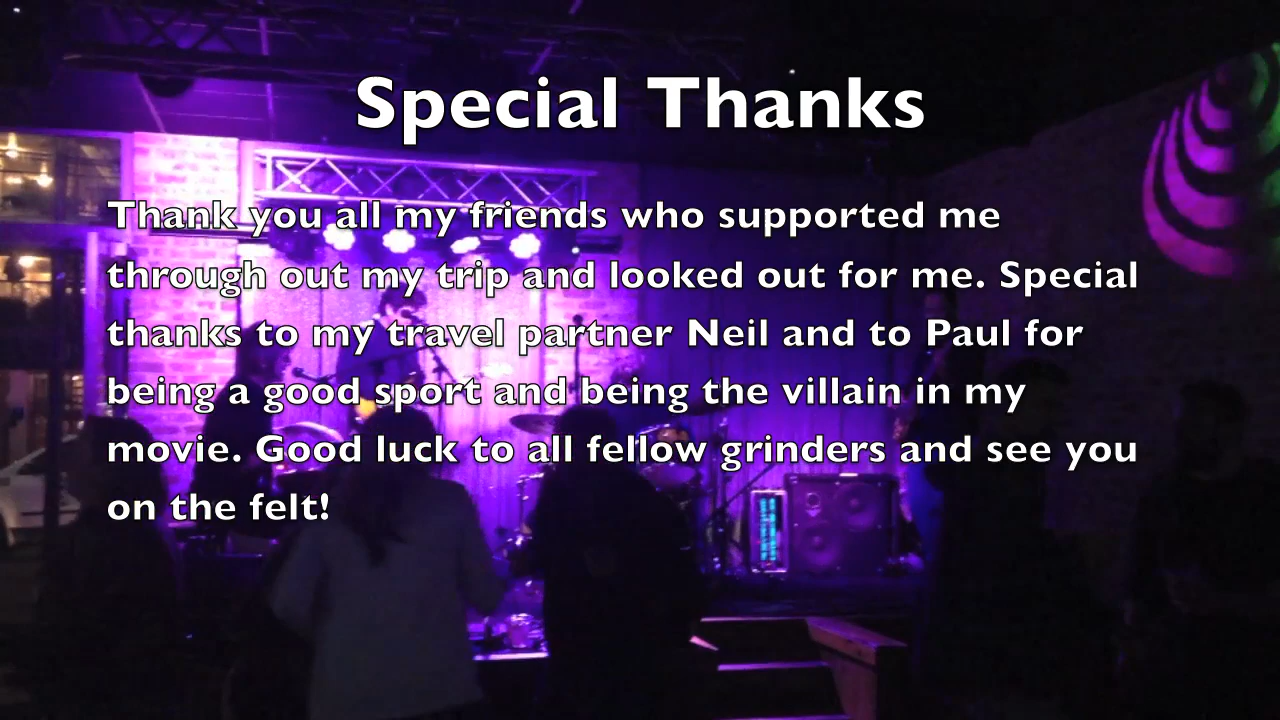 Special Thanks
Thank you all my friends who supported me
through out my trip and looked out for me. Special
thanks to my travel partner Neil and to Paul for
being a good sport and being the villain in my
movie. Good luck to all fellow grinders and see you
on the felt!